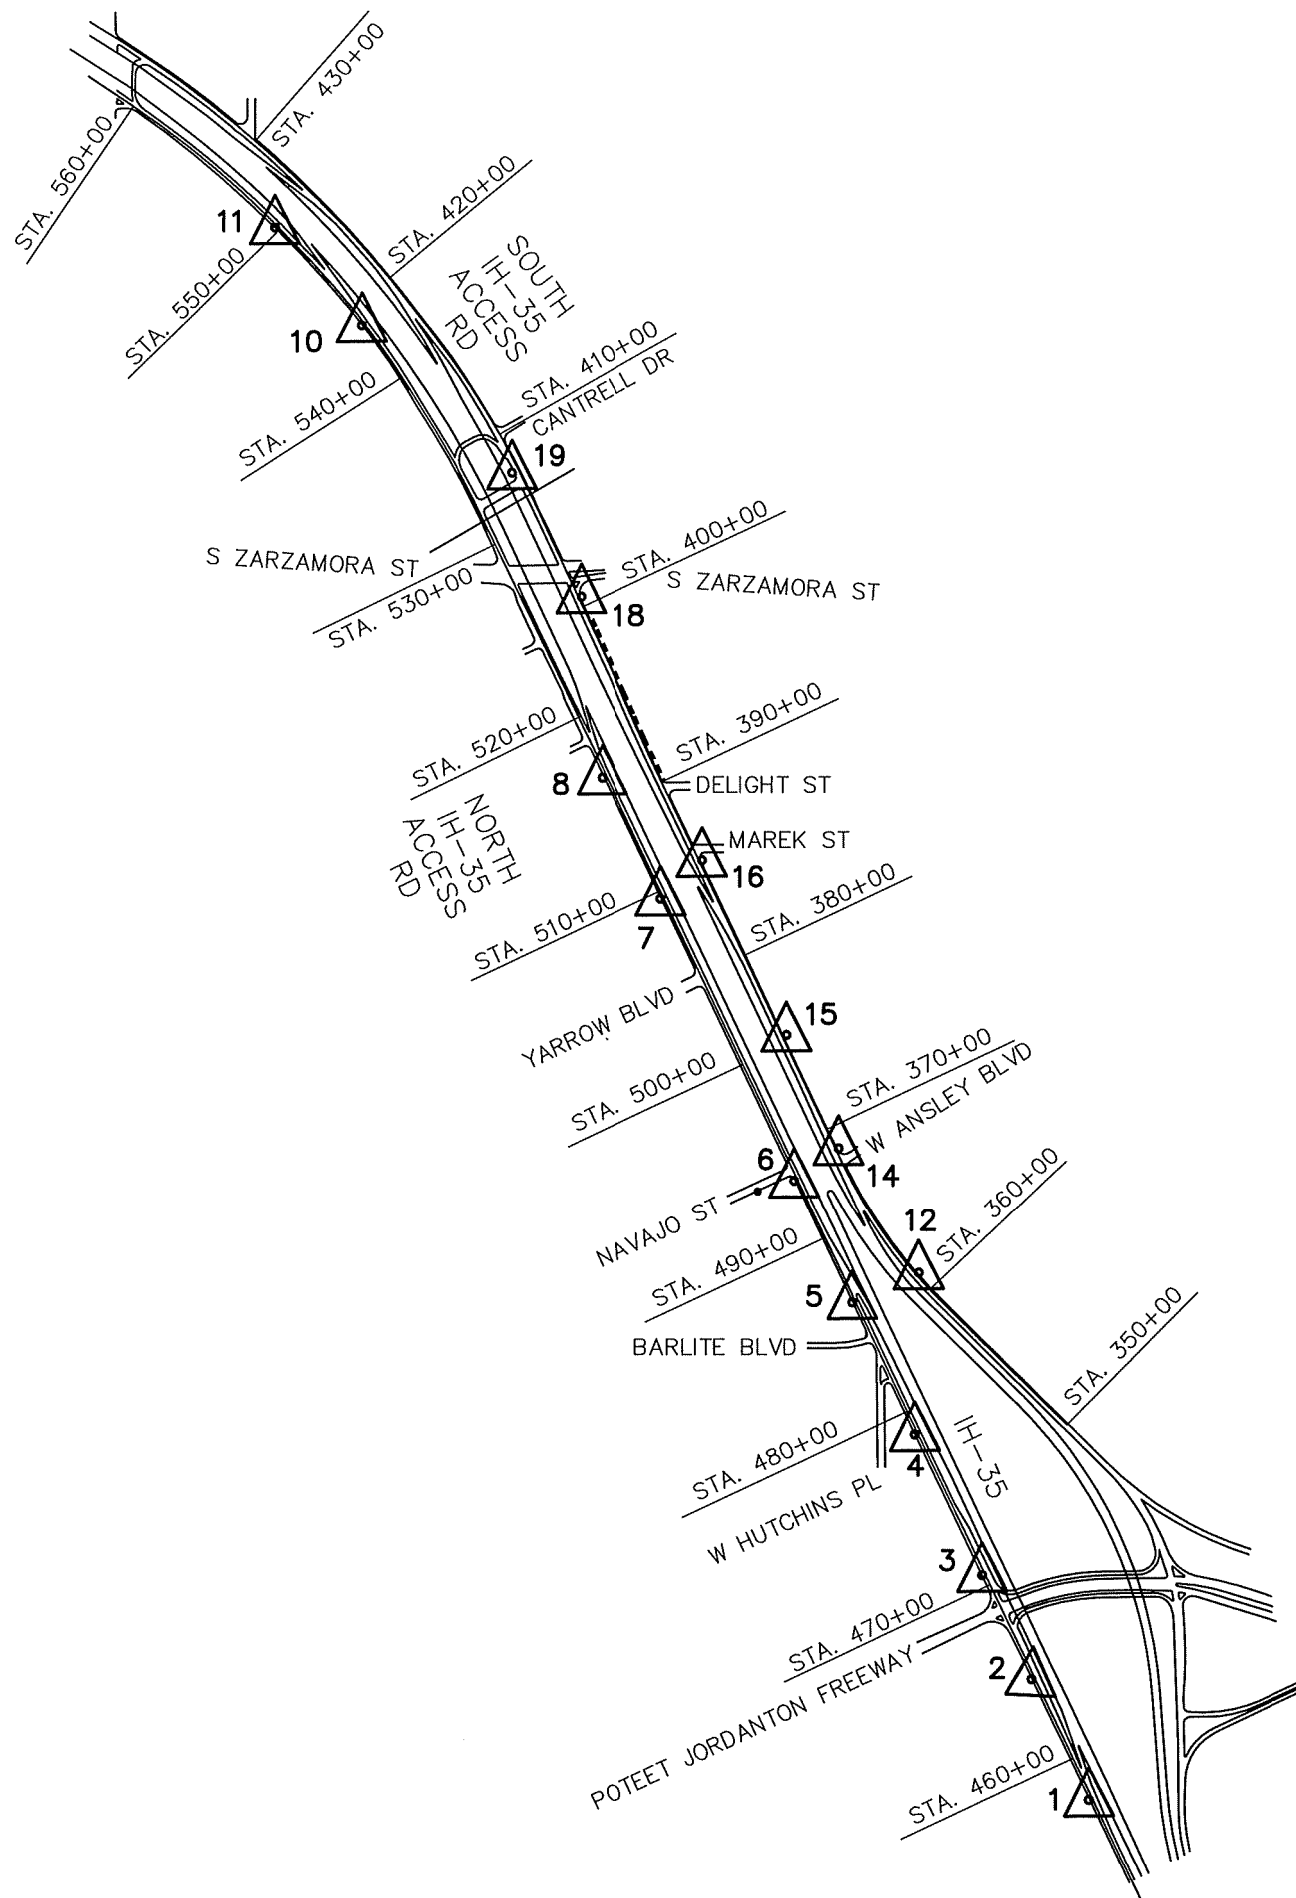 STA. 430+00
STA. 560+00
STA. 420+00
11
STA. 550+00
SOUTH
IH-35
ACCESS
RD
10
STA. 410+00
CANTRELL DR
STA. 540+00
19
STA. 400+00
S ZARZAMORA ST
S ZARZAMORA ST
STA. 530+00
18
STA. 390+00
STA. 520+00
8
DELIGHT ST
NORTH
IH-35
ACCESS
RD
MAREK ST
16
STA. 380+00
STA. 510+00
7
15
YARROW BLVD
STA. 370+00
W ANSLEY BLVD
STA. 500+00
6
14
STA. 360+00
NAVAJO ST
12
STA. 490+00
5
BARLITE BLVD
STA. 350+00
IH-35
STA. 480+00
4
W HUTCHINS PL
3
STA. 470+00
2
POTEET JORDANTON FREEWAY
STA. 460+00
1